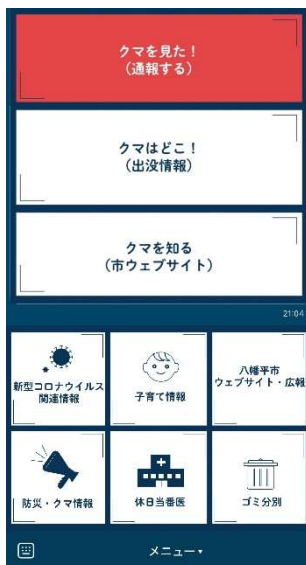 クマを見た！
（通報する）
クマはどこ！
（出没情報）
クマを知る
（市ウェブサイト）
21:04
新型コロナウイルス
関連情報
子育て情報
八幡平市
ウェブサイト・広報
防災・クマ情報
休日当番医
ゴミ分別
メニュー▾